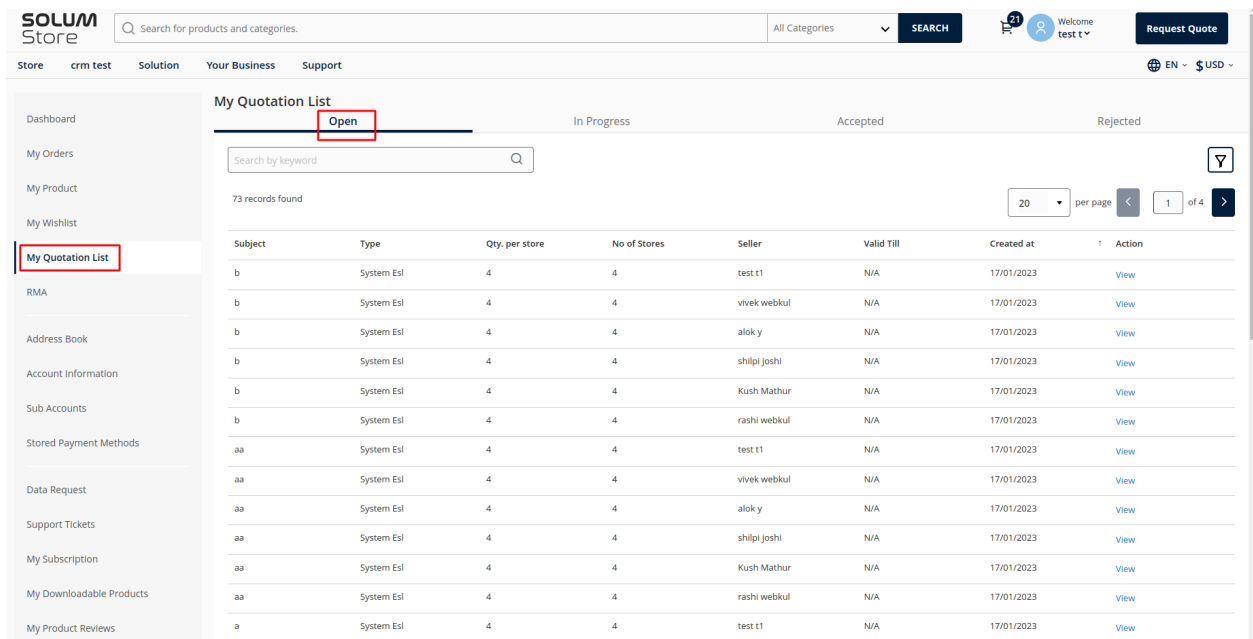 SOLUM
Store
Search for products and categories.
All Categories
SEARCH
21
Welcome
test t
Request Quote
Store crm test Solution Your Business Support
EN $ USD
Dashboard
My Orders
My Product
My Wishlist
My Quotation List
RMA
Address Book
Account Information
Sub Accounts
Stored Payment Methods
Data Request
Support Tickets
My Subscription
My Downloadable Products
My Product Reviews
My Quotation List
Open In Progress Accepted Rejected
Search by keyword
73 records found
20 per page < 1 of 4 >
Subject Type Qty. per store No of Stores Seller Valid Till Created at ↑ Action
b System Esl 4 4 test t1 N/A 17/01/2023 View
b System Esl 4 4 vivek webkul N/A 17/01/2023 View
b System Esl 4 4 alok y N/A 17/01/2023 View
b System Esl 4 4 shilpi joshi N/A 17/01/2023 View
b System Esl 4 4 Kush Mathur N/A 17/01/2023 View
b System Esl 4 4 rashi webkul N/A 17/01/2023 View
aa System Esl 4 4 test t1 N/A 17/01/2023 View
aa System Esl 4 4 vivek webkul N/A 17/01/2023 View
aa System Esl 4 4 alok y N/A 17/01/2023 View
aa System Esl 4 4 shilpi joshi N/A 17/01/2023 View
aa System Esl 4 4 Kush Mathur N/A 17/01/2023 View
aa System Esl 4 4 rashi webkul N/A 17/01/2023 View
a System Esl 4 4 test t1 N/A 17/01/2023 View